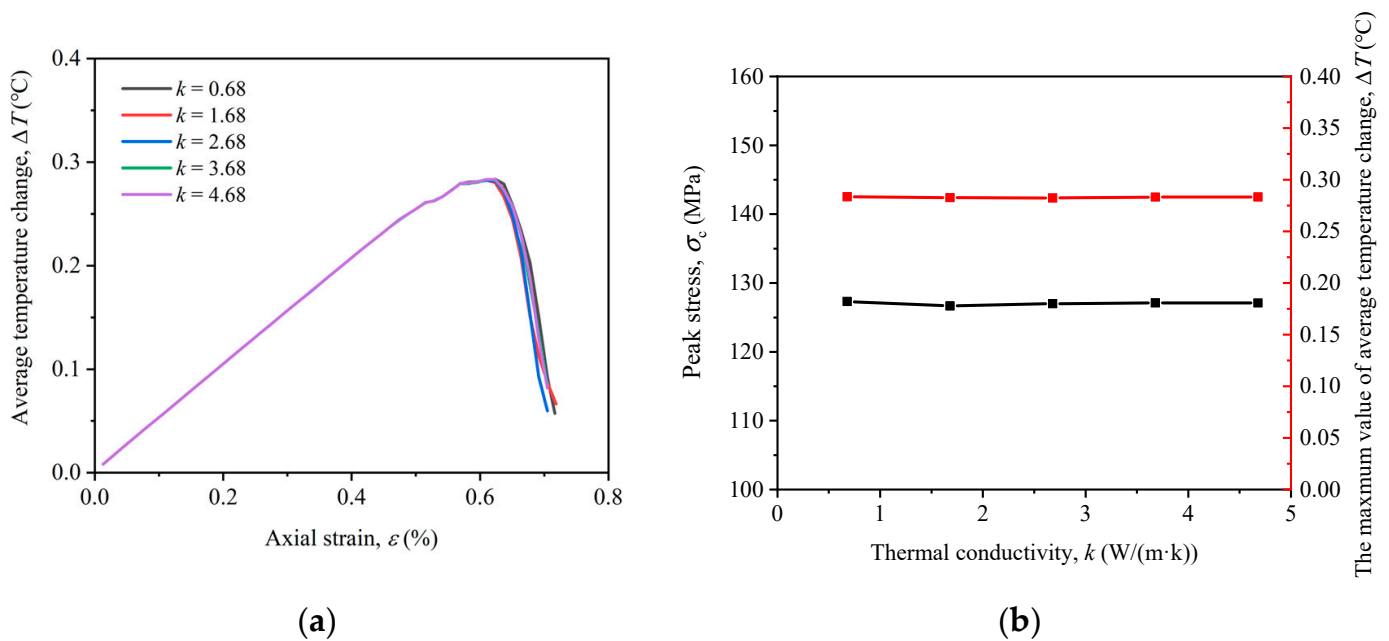 Average temperature change, ΔT (℃)
0.4
0.3
0.2
0.1
0.0
k = 0.68
k = 1.68
k = 2.68
k = 3.68
k = 4.68
0.0 0.2 0.4 0.6 0.8
Axial strain, ε (%)
(a)
Peak stress, σc (MPa)
160
150
140
130
120
110
100
0 1 2 3 4 5
Thermal conductivity, k (W/(m·k))
0.40
0.35
0.30
0.25
0.20
0.15
0.10
0.05
0.00
The maxmum value of average temperature change, ΔT (℃)
(b)